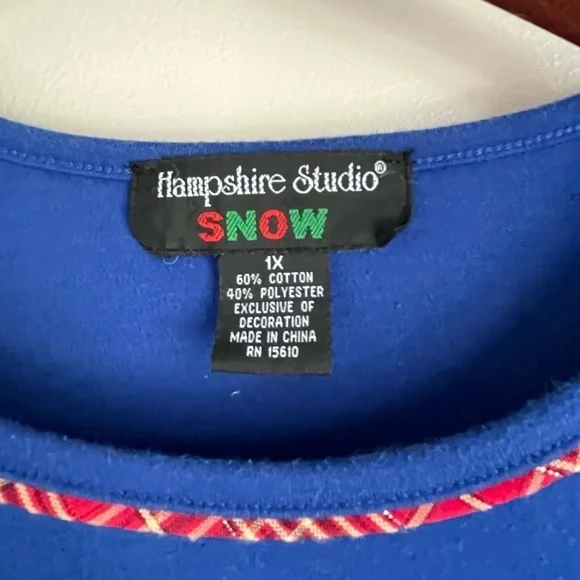 Hampshire Studio®
SNOW
1X
60% COTTON
40% POLYESTER
EXCLUSIVE OF
DECORATION
MADE IN CHINA
RN 15610